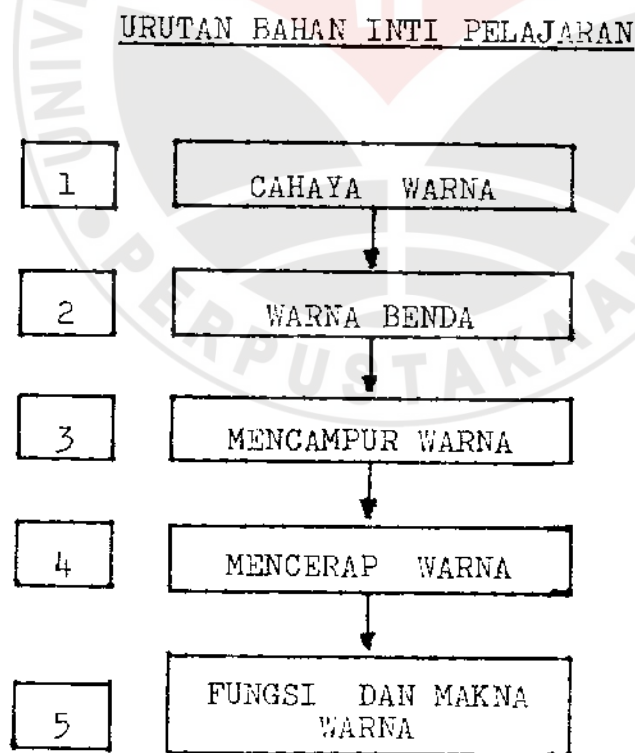 URUTAN BAHAN INTI PELAJARAN
1 CAHAYA WARNA
2 WARNA BENDA
3 MENCAMPUR WARNA
4 MENCERAP WARNA
5 FUNGSI DAN MAKNA
WARNA
PERPUSTAKAAN